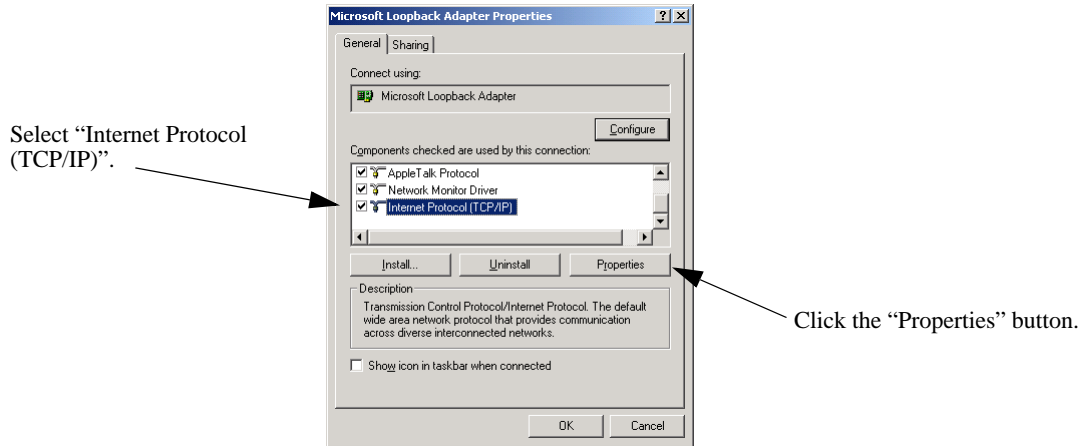 Microsoft Loopback Adapter Properties
General
Sharing
Connect using:
Microsoft Loopback Adapter
Configure
Select “Internet Protocol
(TCP/IP)”.
Components checked are used by this connection:
AppleTalk Protocol
Network Monitor Driver
Internet Protocol (TCP/IP)
Install...
Uninstall
Properties
Description
Transmission Control Protocol/Internet Protocol. The default
wide area network protocol that provides communication
across diverse interconnected networks.
Click the “Properties” button.
Show icon in taskbar when connected
OK
Cancel